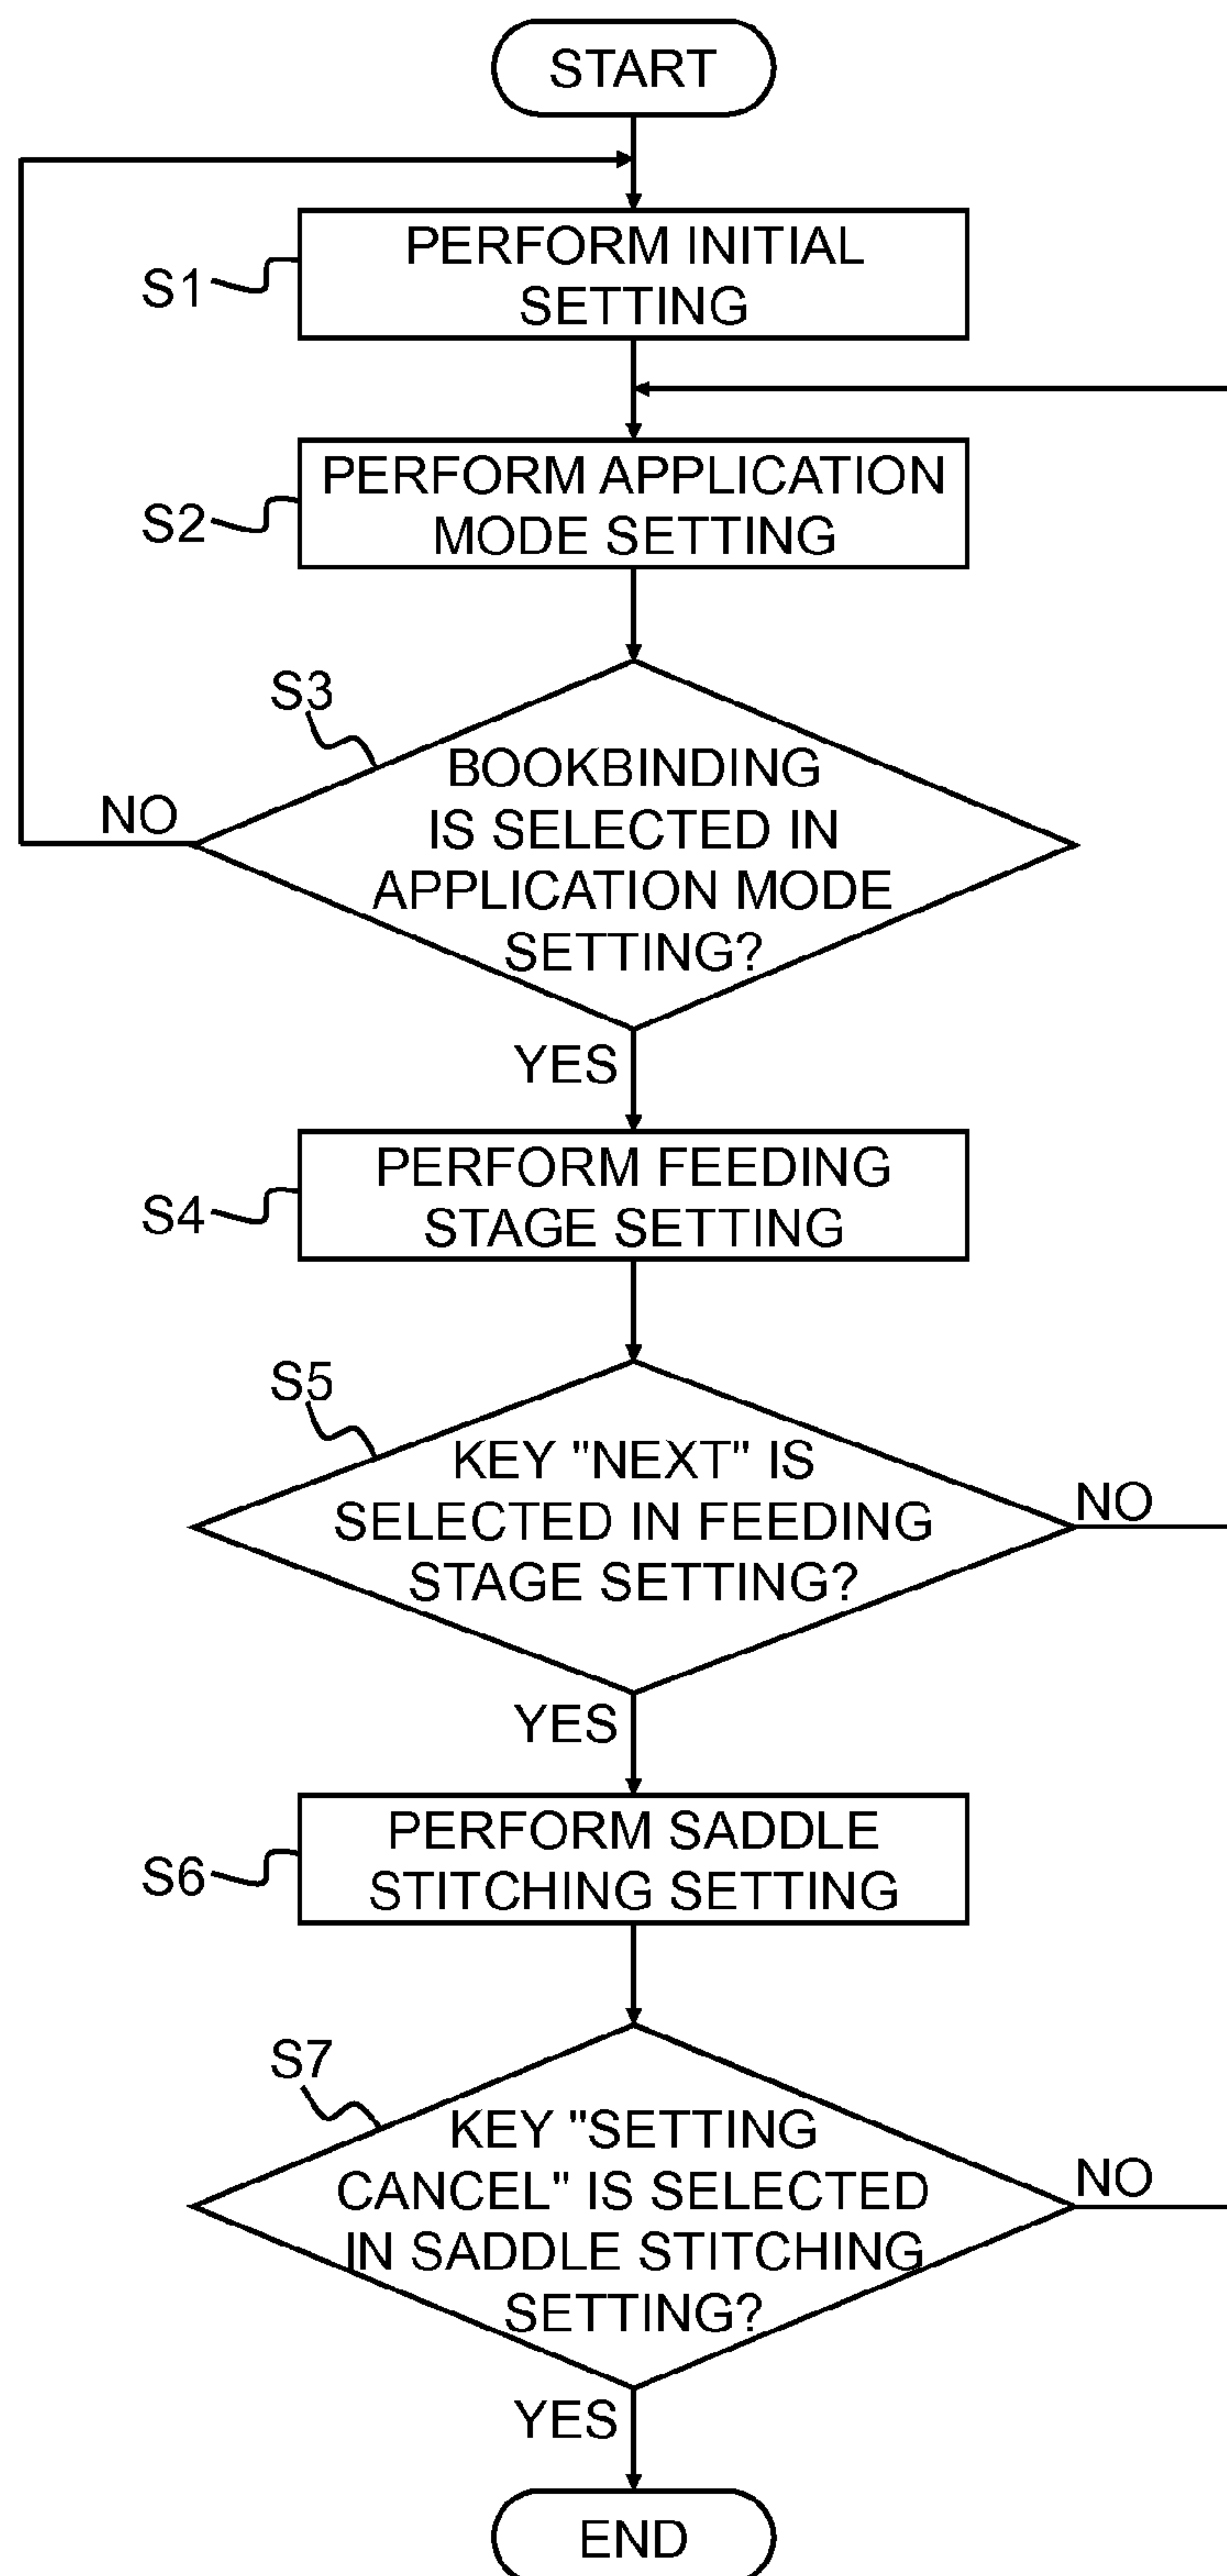 START
PERFORM INITIAL
SETTING
S1
PERFORM APPLICATION
MODE SETTING
S2
S3
BOOKBINDING
IS SELECTED IN
APPLICATION MODE
SETTING?
NO
YES
PERFORM FEEDING
STAGE SETTING
S4
S5
KEY "NEXT" IS
SELECTED IN FEEDING
STAGE SETTING?
NO
YES
PERFORM SADDLE
STITCHING SETTING
S6
S7
KEY "SETTING
CANCEL" IS SELECTED
IN SADDLE STITCHING
SETTING?
NO
YES
END